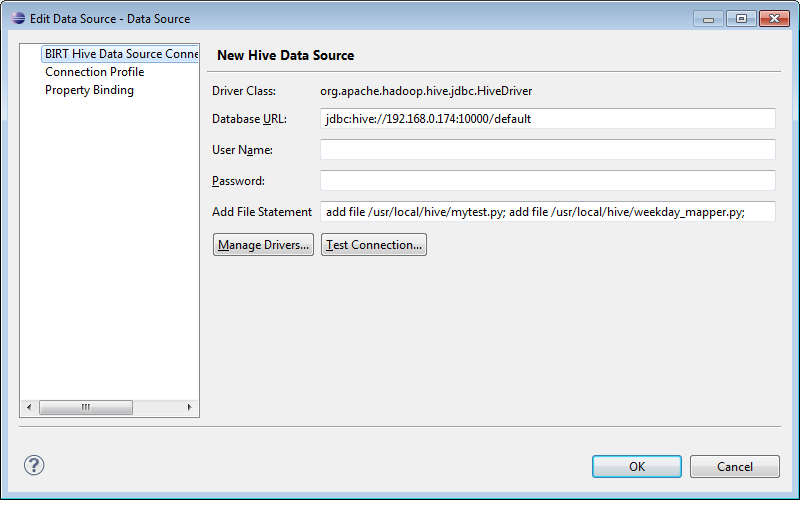 Edit Data Source - Data Source
BIRT Hive Data Source Conne
Connection Profile
Property Binding
New Hive Data Source
Driver Class: org.apache.hadoop.hive.jdbc.HiveDriver
Database URL: jdbc:hive://192.168.0.174:10000/default
User Name:
Password:
Add File Statement add file /usr/local/hive/mytest.py; add file /usr/local/hive/weekday_mapper.py;
Manage Drivers... Test Connection...
? OK Cancel